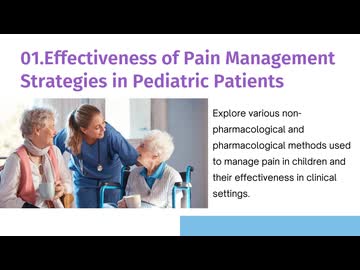 01.Effectiveness of Pain Management
Strategies in Pediatric Patients
Explore various non-
pharmacological and
pharmacological methods used
to manage pain in children and
their effectiveness in clinical
settings.